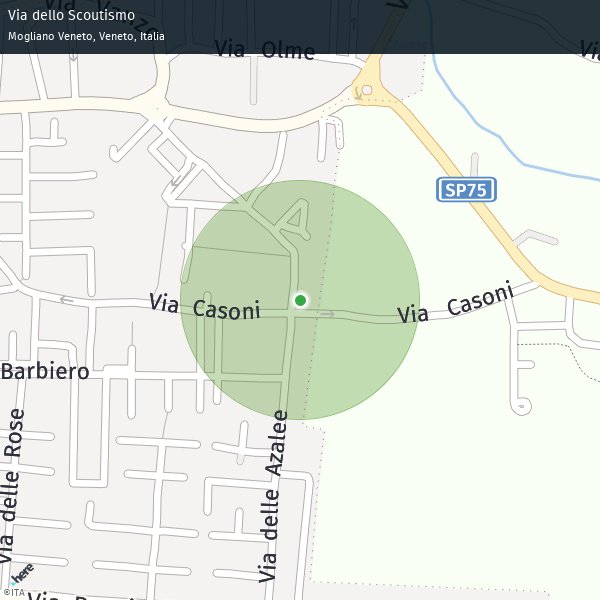 Via dello Scoutismo
Mogliano Veneto, Veneto, Italia
Via Olme
SP75
Via Casoni
Via Casoni
Barbiero
Via delle Rose
Via delle Azalee
here
©ITA